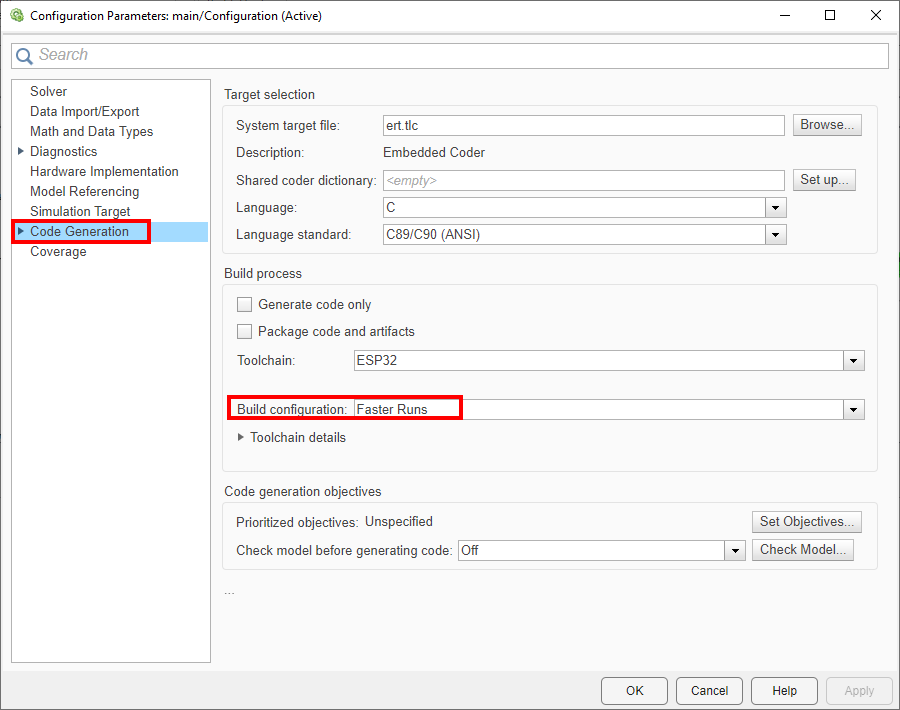 Configuration Parameters: main/Configuration (Active)
Search
Solver
Data Import/Export
Math and Data Types
Diagnostics
Hardware Implementation
Model Referencing
Simulation Target
Code Generation
Coverage
Target selection
System target file: ert.tlc Browse...
Description: Embedded Coder
Shared coder dictionary: <empty> Set up...
Language: C
Language standard: C89/C90 (ANSI)
Build process
Generate code only
Package code and artifacts
Toolchain: ESP32
Build configuration: Faster Runs
Toolchain details
Code generation objectives
Prioritized objectives: Unspecified Set Objectives...
Check model before generating code: Off Check Model...
...
OK Cancel Help Apply